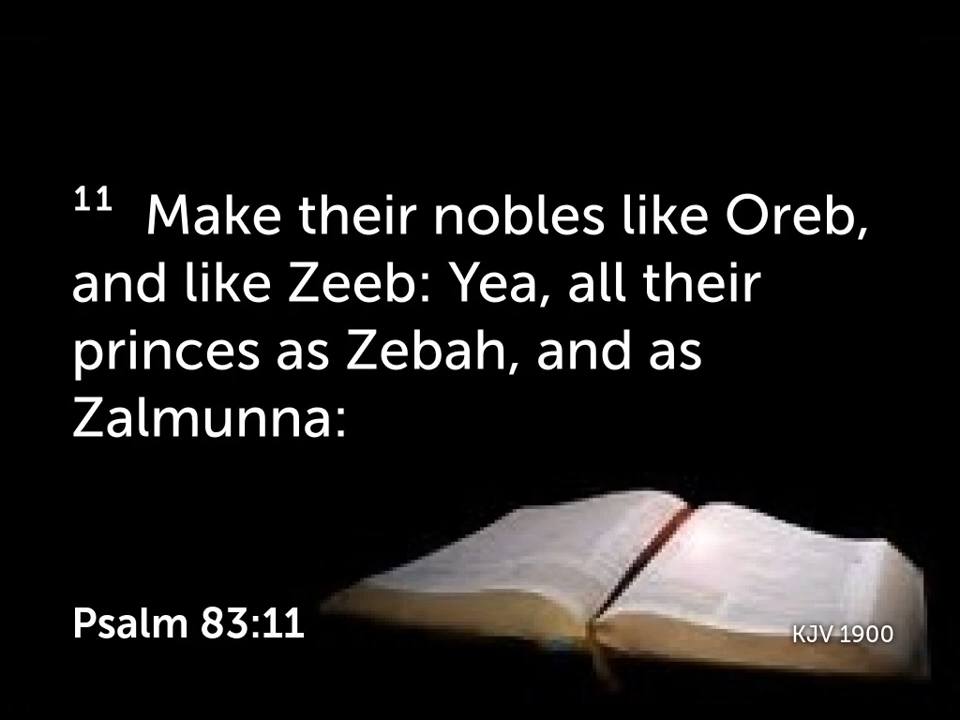 11 Make their nobles like Oreb,
and like Zeeb: Yea, all their
princes as Zebah, and as
Zalmunna:
Psalm 83:11
KJV 1900